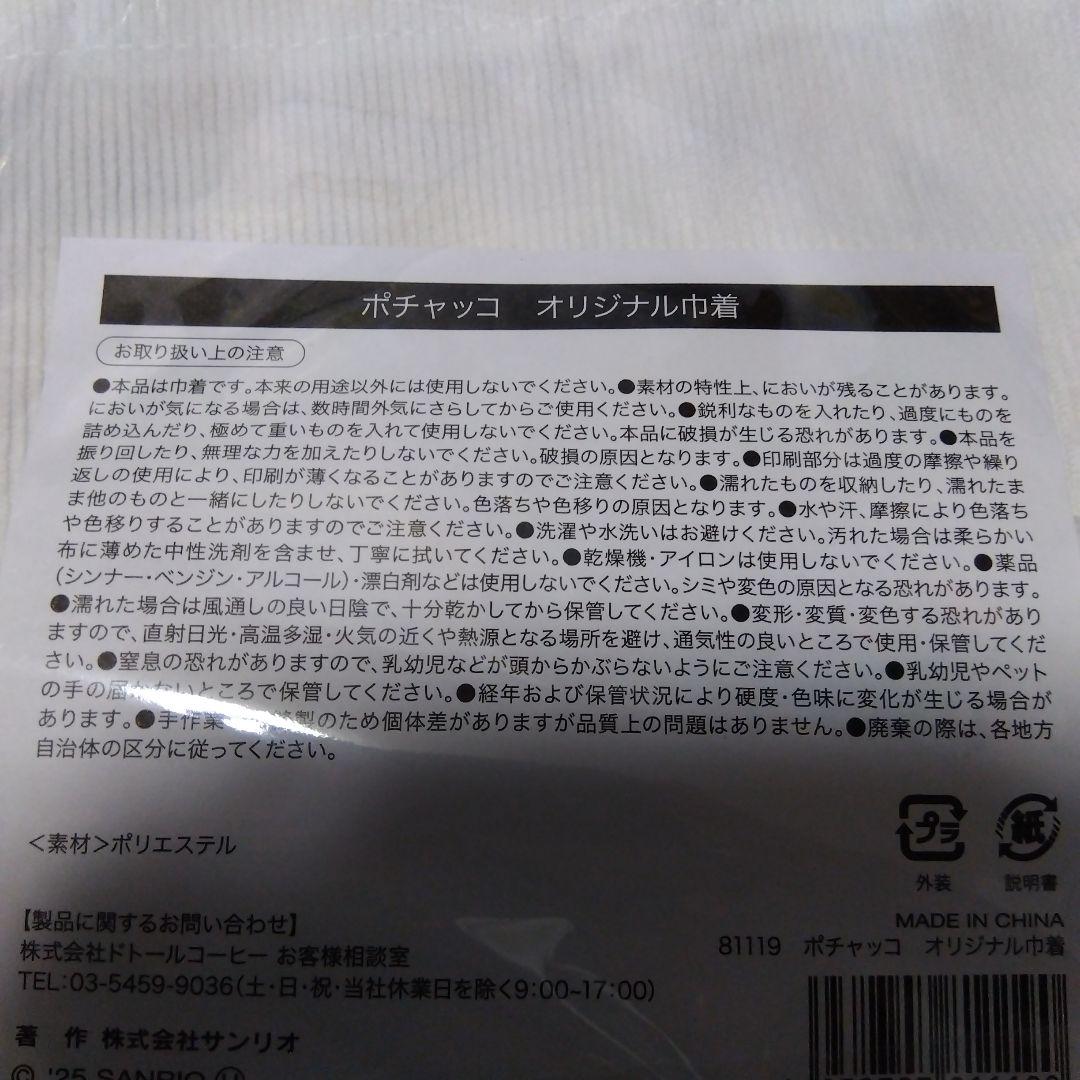 ポチャッコ　オリジナル巾着
お取り扱い上の注意
●本品は巾着です。本来の用途以外には使用しないでください。●素材の特性上、においが残ることがあります。
においが気になる場合は、数時間外気にさらしてからご使用ください。●鋭利なものを入れたり、過度にものを
詰め込んだり、極めて重いものを入れて使用しないでください。本品に破損が生じる恐れがあります。●本品を
振り回したり、無理な力を加えたりしないでください。破損の原因となります。●印刷部分は過度の摩擦や繰り
返しの使用により、印刷が薄くなることがありますのでご注意ください。●濡れたものを収納したり、濡れたま
ま他のものと一緒にしたりしないでください。色落ちや色移りの原因となります。●水や汗、摩擦により色落ち
や色移りすることがありますのでご注意ください。●洗濯や水洗いはお避けください。汚れた場合は柔らかい
布に薄めた中性洗剤を含ませ、丁寧に拭いてください。●乾燥機・アイロンは使用しないでください。●薬品
（シンナー・ベンジン・アルコール）・漂白剤などは使用しないでください。シミや変色の原因となる恐れがあります。
●濡れた場合は風通しの良い日陰で、十分乾かしてから保管してください。●変形・変質・変色する恐れがあり
ますので、直射日光・高温多湿・火気の近くや熱源となる場所を避け、通気性の良いところで使用・保管してくだ
さい。●窒息の恐れがありますので、乳幼児などが頭からかぶらないようにご注意ください。●乳幼児やペット
の手の届かないところで保管してください。●経年および保管状況により硬度・色味に変化が生じる場合が
あります。●手作業 製のため個体差がありますが品質上の問題はありません。●廃棄の際は、各地方
自治体の区分に従ってください。
＜素材＞ポリエステル
プラ 紙
外装 説明書
【製品に関するお問い合わせ】
株式会社ドトールコーヒー お客様相談室
TEL：03-5459-9036（土・日・祝・当社休業日を除く9：00~17：00）
MADE IN CHINA
81119　ポチャッコ　オリジナル巾着
著　作 株式会社サンリオ
© '25 SANRIO